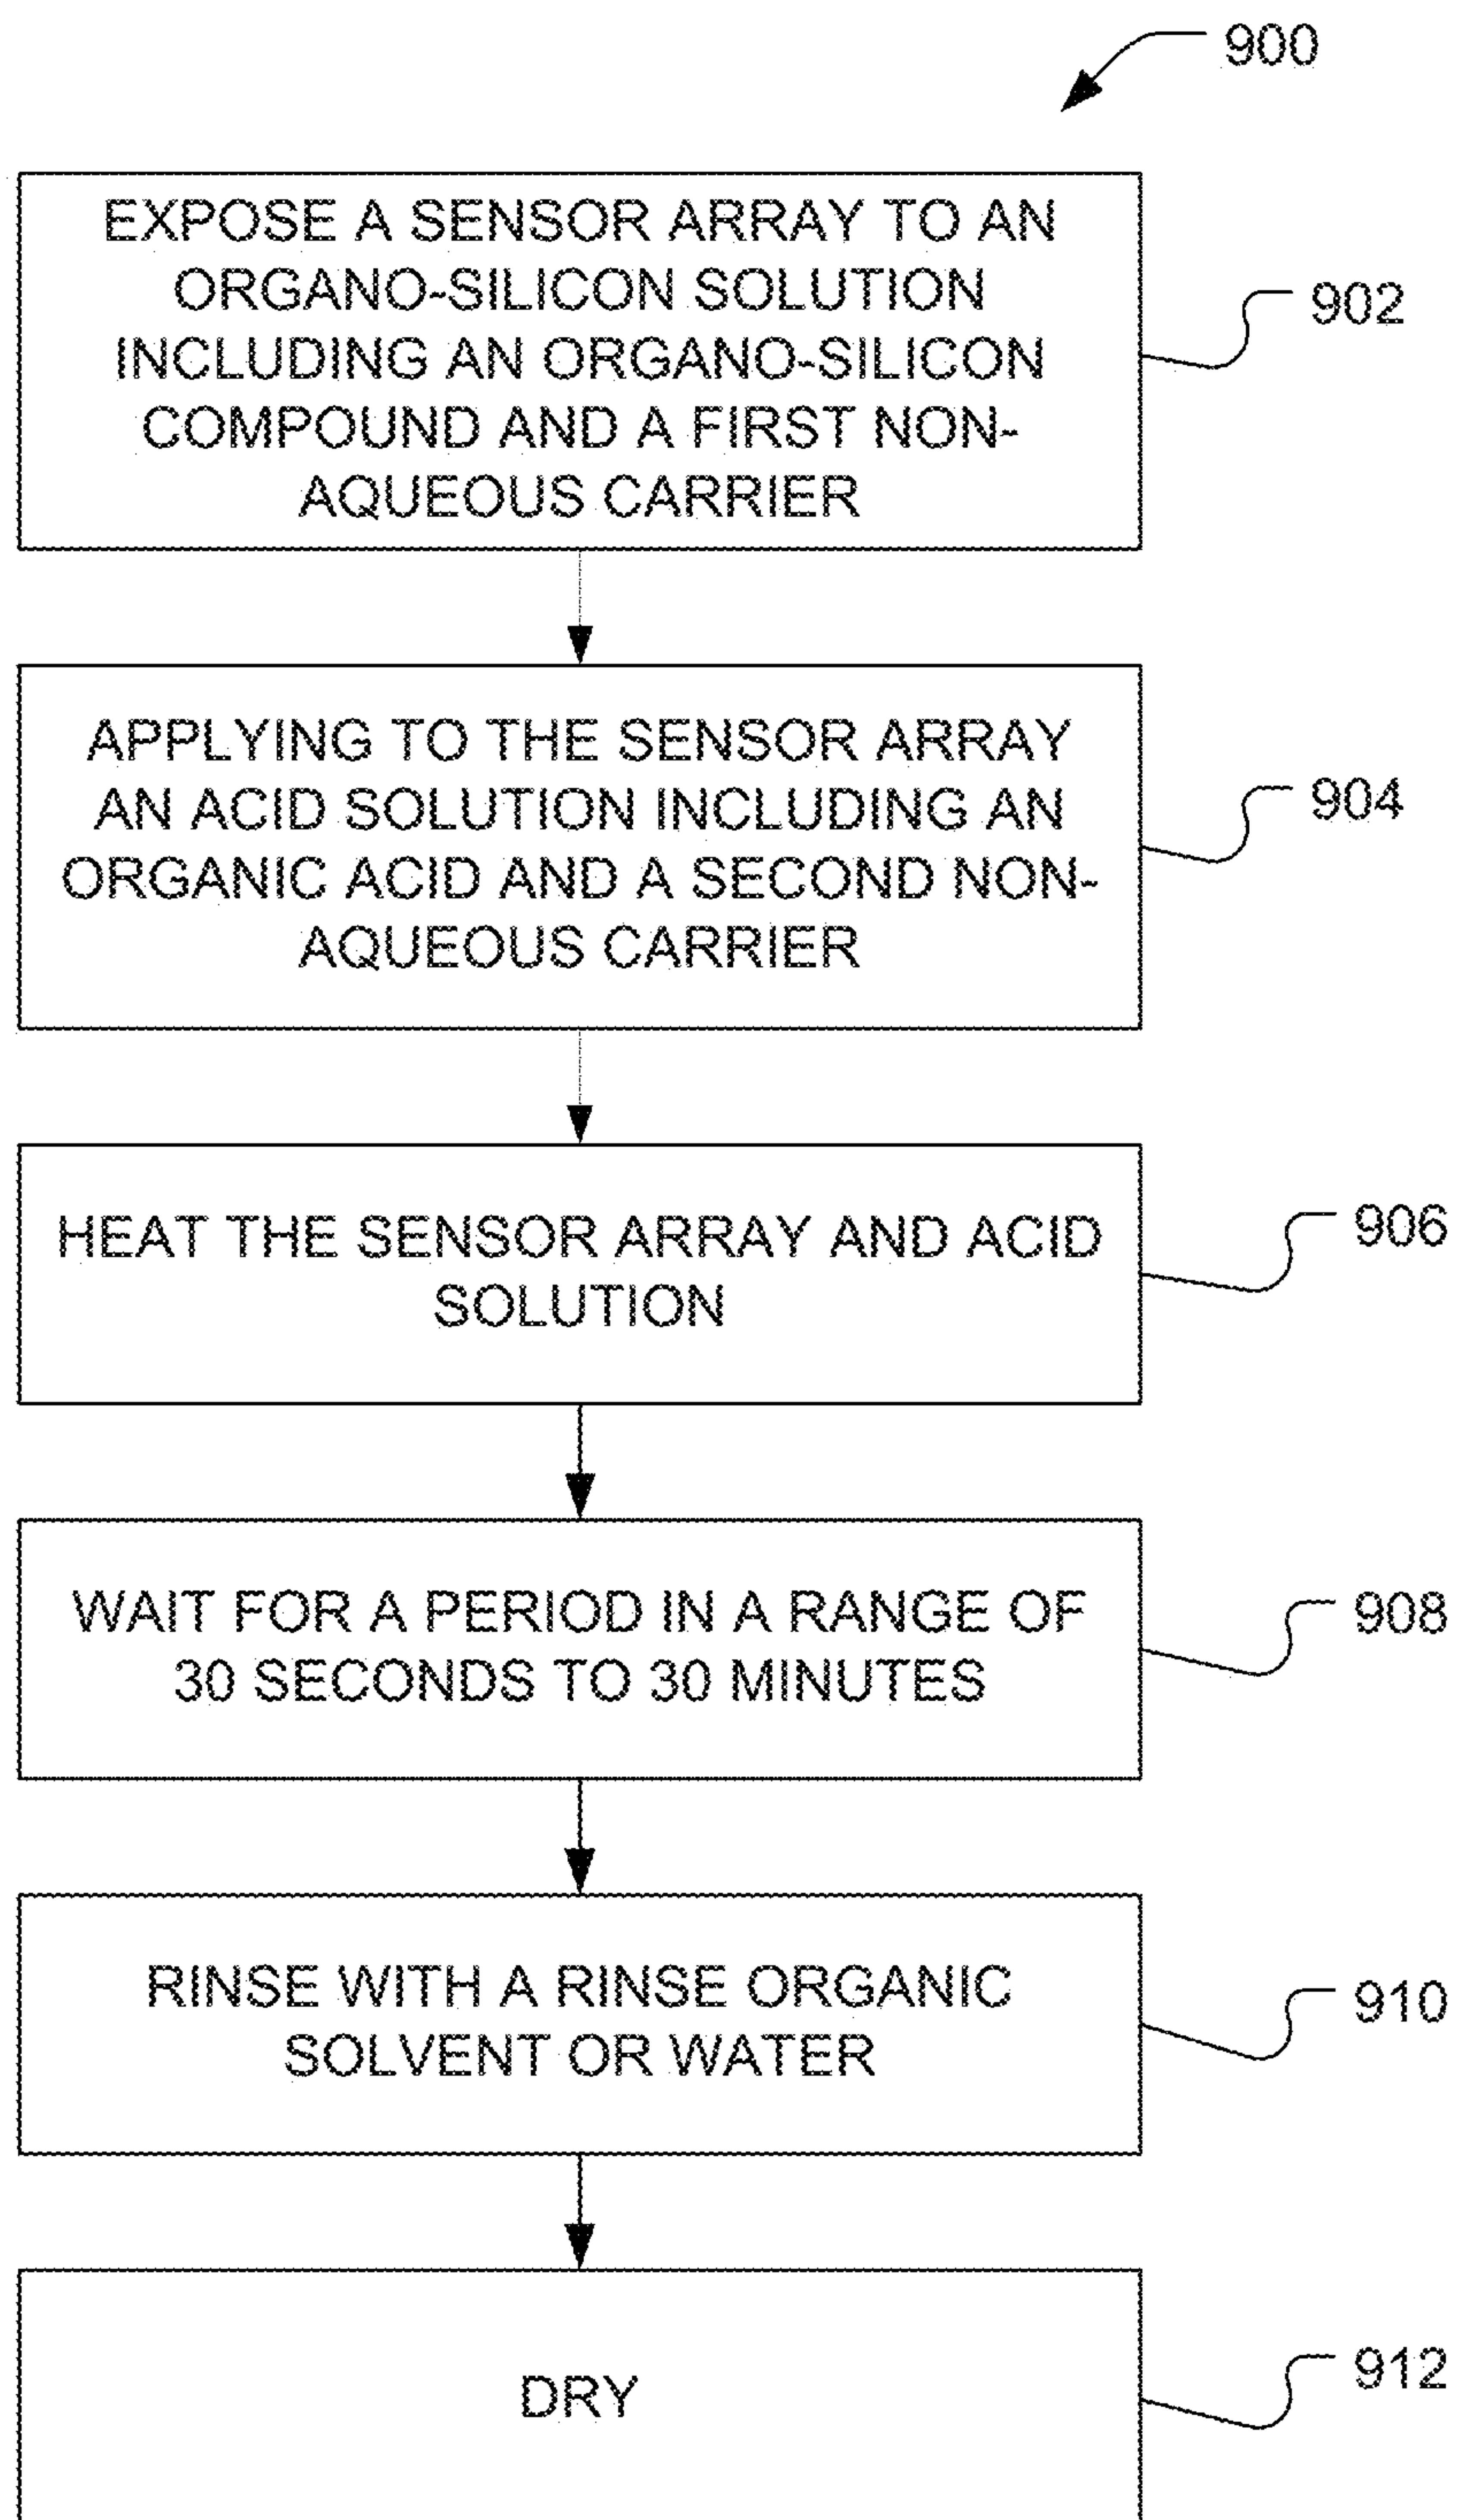 900
EXPOSE A SENSOR ARRAY TO AN
ORGANO-SILICON SOLUTION
INCLUDING AN ORGANO-SILICON
COMPOUND AND A FIRST NON-
AQUEOUS CARRIER
902
APPLYING TO THE SENSOR ARRAY
AN ACID SOLUTION INCLUDING AN
ORGANIC ACID AND A SECOND NON-
AQUEOUS CARRIER
904
HEAT THE SENSOR ARRAY AND ACID
SOLUTION
906
WAIT FOR A PERIOD IN A RANGE OF
30 SECONDS TO 30 MINUTES
908
RINSE WITH A RINSE ORGANIC
SOLVENT OR WATER
910
DRY
912